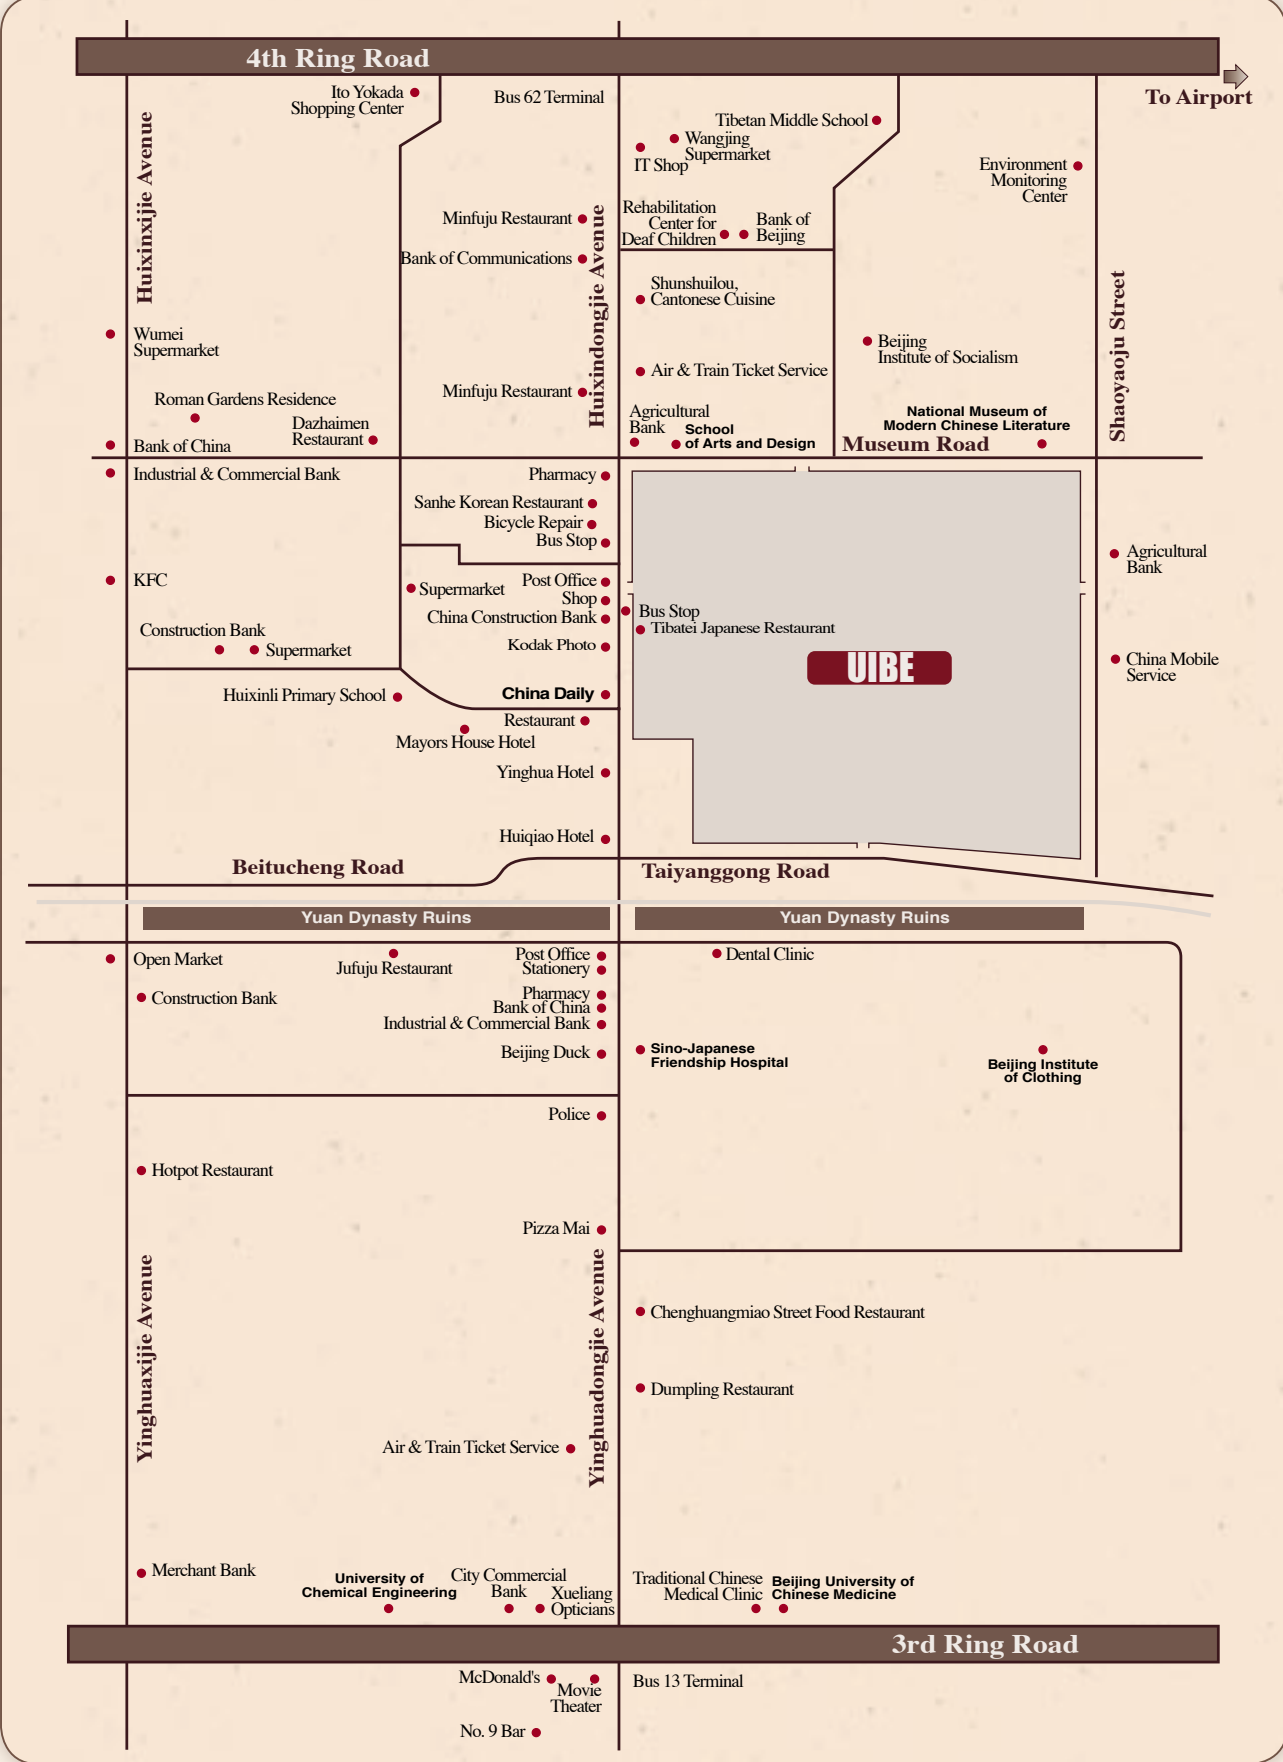 4th Ring Road
To Airport
Ito Yokada
Shopping Center
Bus 62 Terminal
Tibetan Middle School
Wangjing
Supermarket
IT Shop
Environment
Monitoring
Center
Huixinxijie Avenue
Minfuju Restaurant
Rehabilitation
Center for
Deaf Children
Bank of
Beijing
Bank of Communications
Huixindongjie Avenue
Shunshuilou,
Cantonese Cuisine
Shaoyaoju Street
Wumei
Supermarket
Beijing
Institute of Socialism
Air & Train Ticket Service
Minfuju Restaurant
Roman Gardens Residence
Dazhaimen
Restaurant
Agricultural
Bank
School
of Arts and Design
National Museum of
Modern Chinese Literature
Museum Road
Bank of China
Industrial & Commercial Bank
Pharmacy
Sanhe Korean Restaurant
Bicycle Repair
Bus Stop
Agricultural
Bank
KFC
Supermarket
Post Office
Shop
China Construction Bank
Bus Stop
Tibatei Japanese Restaurant
Construction Bank
Supermarket
Kodak Photo
UIBE
China Mobile
Service
Huixinli Primary School
China Daily
Restaurant
Mayors House Hotel
Yinghua Hotel
Huiqiao Hotel
Beitucheng Road
Taiyanggong Road
Yuan Dynasty Ruins
Yuan Dynasty Ruins
Open Market
Jufuju Restaurant
Post Office
Stationery
Dental Clinic
Construction Bank
Pharmacy
Bank of China
Industrial & Commercial Bank
Beijing Duck
Sino-Japanese
Friendship Hospital
Beijing Institute
of Clothing
Police
Hotpot Restaurant
Pizza Mai
Yinghuaxijie Avenue
Yinghuadongjie Avenue
Chenghuangmiao Street Food Restaurant
Dumpling Restaurant
Air & Train Ticket Service
Merchant Bank
University of
Chemical Engineering
City Commercial
Bank
Xueliang
Opticians
Traditional Chinese
Medical Clinic
Beijing University of
Chinese Medicine
3rd Ring Road
McDonald's
Movie
Theater
Bus 13 Terminal
No. 9 Bar